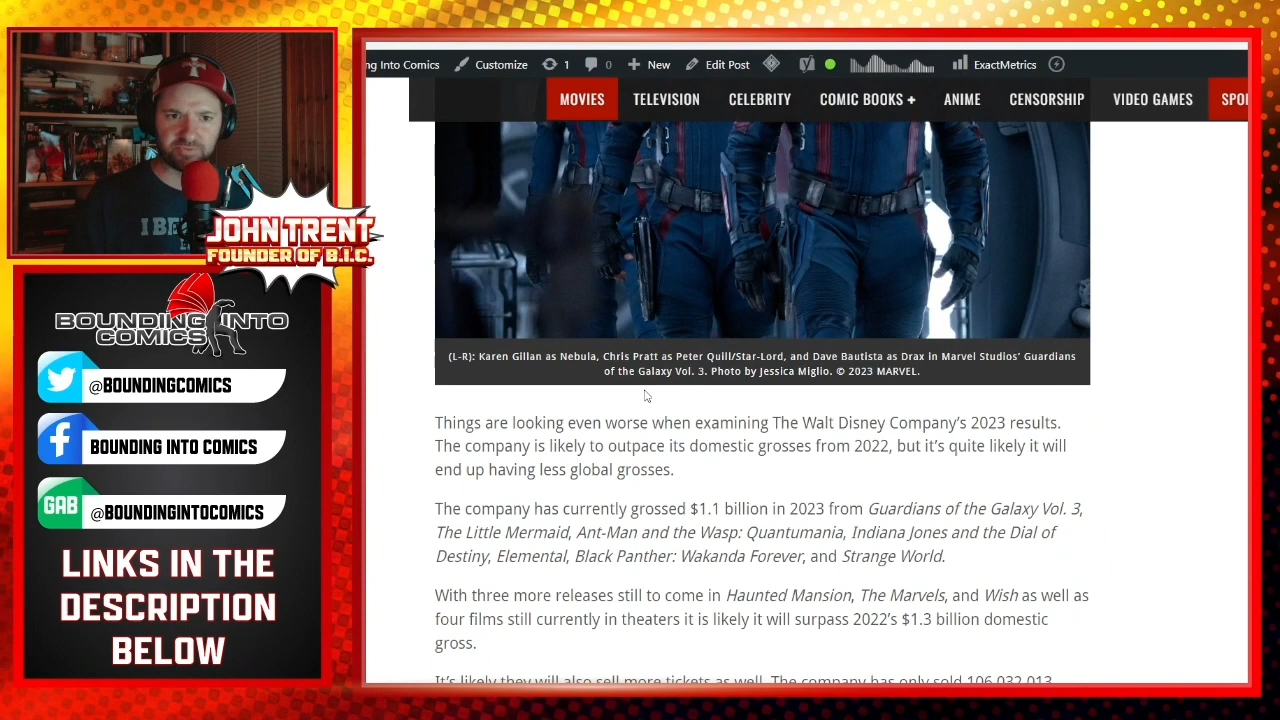 ng Into Comics Customize 1 0 New Edit Post ExactMetrics
MOVIES TELEVISION CELEBRITY COMIC BOOKS + ANIME CENSORSHIP VIDEO GAMES SPO
I BE
JOHN TRENT
FOUNDER OF B.I.C.
BOUNDING INTO
COMICS
@BOUNDINGCOMICS
BOUNDING INTO COMICS
GAB @BOUNDINGINTOCOMICS
LINKS IN THE
DESCRIPTION
BELOW
(L-R): Karen Gillan as Nebula, Chris Pratt as Peter Quill/Star-Lord, and Dave Bautista as Drax in Marvel Studios' Guardians
of the Galaxy Vol. 3. Photo by Jessica Miglio. © 2023 MARVEL.
Things are looking even worse when examining The Walt Disney Company's 2023 results.
The company is likely to outpace its domestic grosses from 2022, but it's quite likely it will
end up having less global grosses.
The company has currently grossed $1.1 billion in 2023 from Guardians of the Galaxy Vol. 3,
The Little Mermaid, Ant-Man and the Wasp: Quantumania, Indiana Jones and the Dial of
Destiny, Elemental, Black Panther: Wakanda Forever, and Strange World.
With three more releases still to come in Haunted Mansion, The Marvels, and Wish as well as
four films still currently in theaters it is likely it will surpass 2022's $1.3 billion domestic
gross.
It's likely they will also sell more tickets as well. The company has only sold 106,032,013